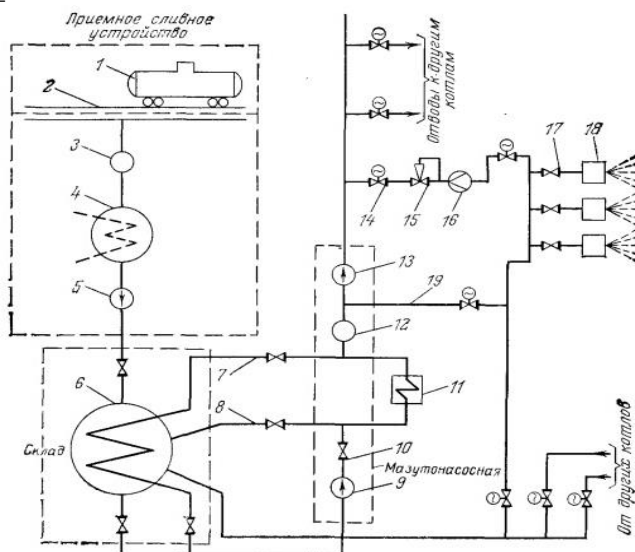 Приемное сливное
устройство
1
2
3
4
5
6
Склад
7
8
9
10
Мазутонасосная
11
12
13
14
15
16
17
18
19
Отводы к другим
котлам
От других котлов